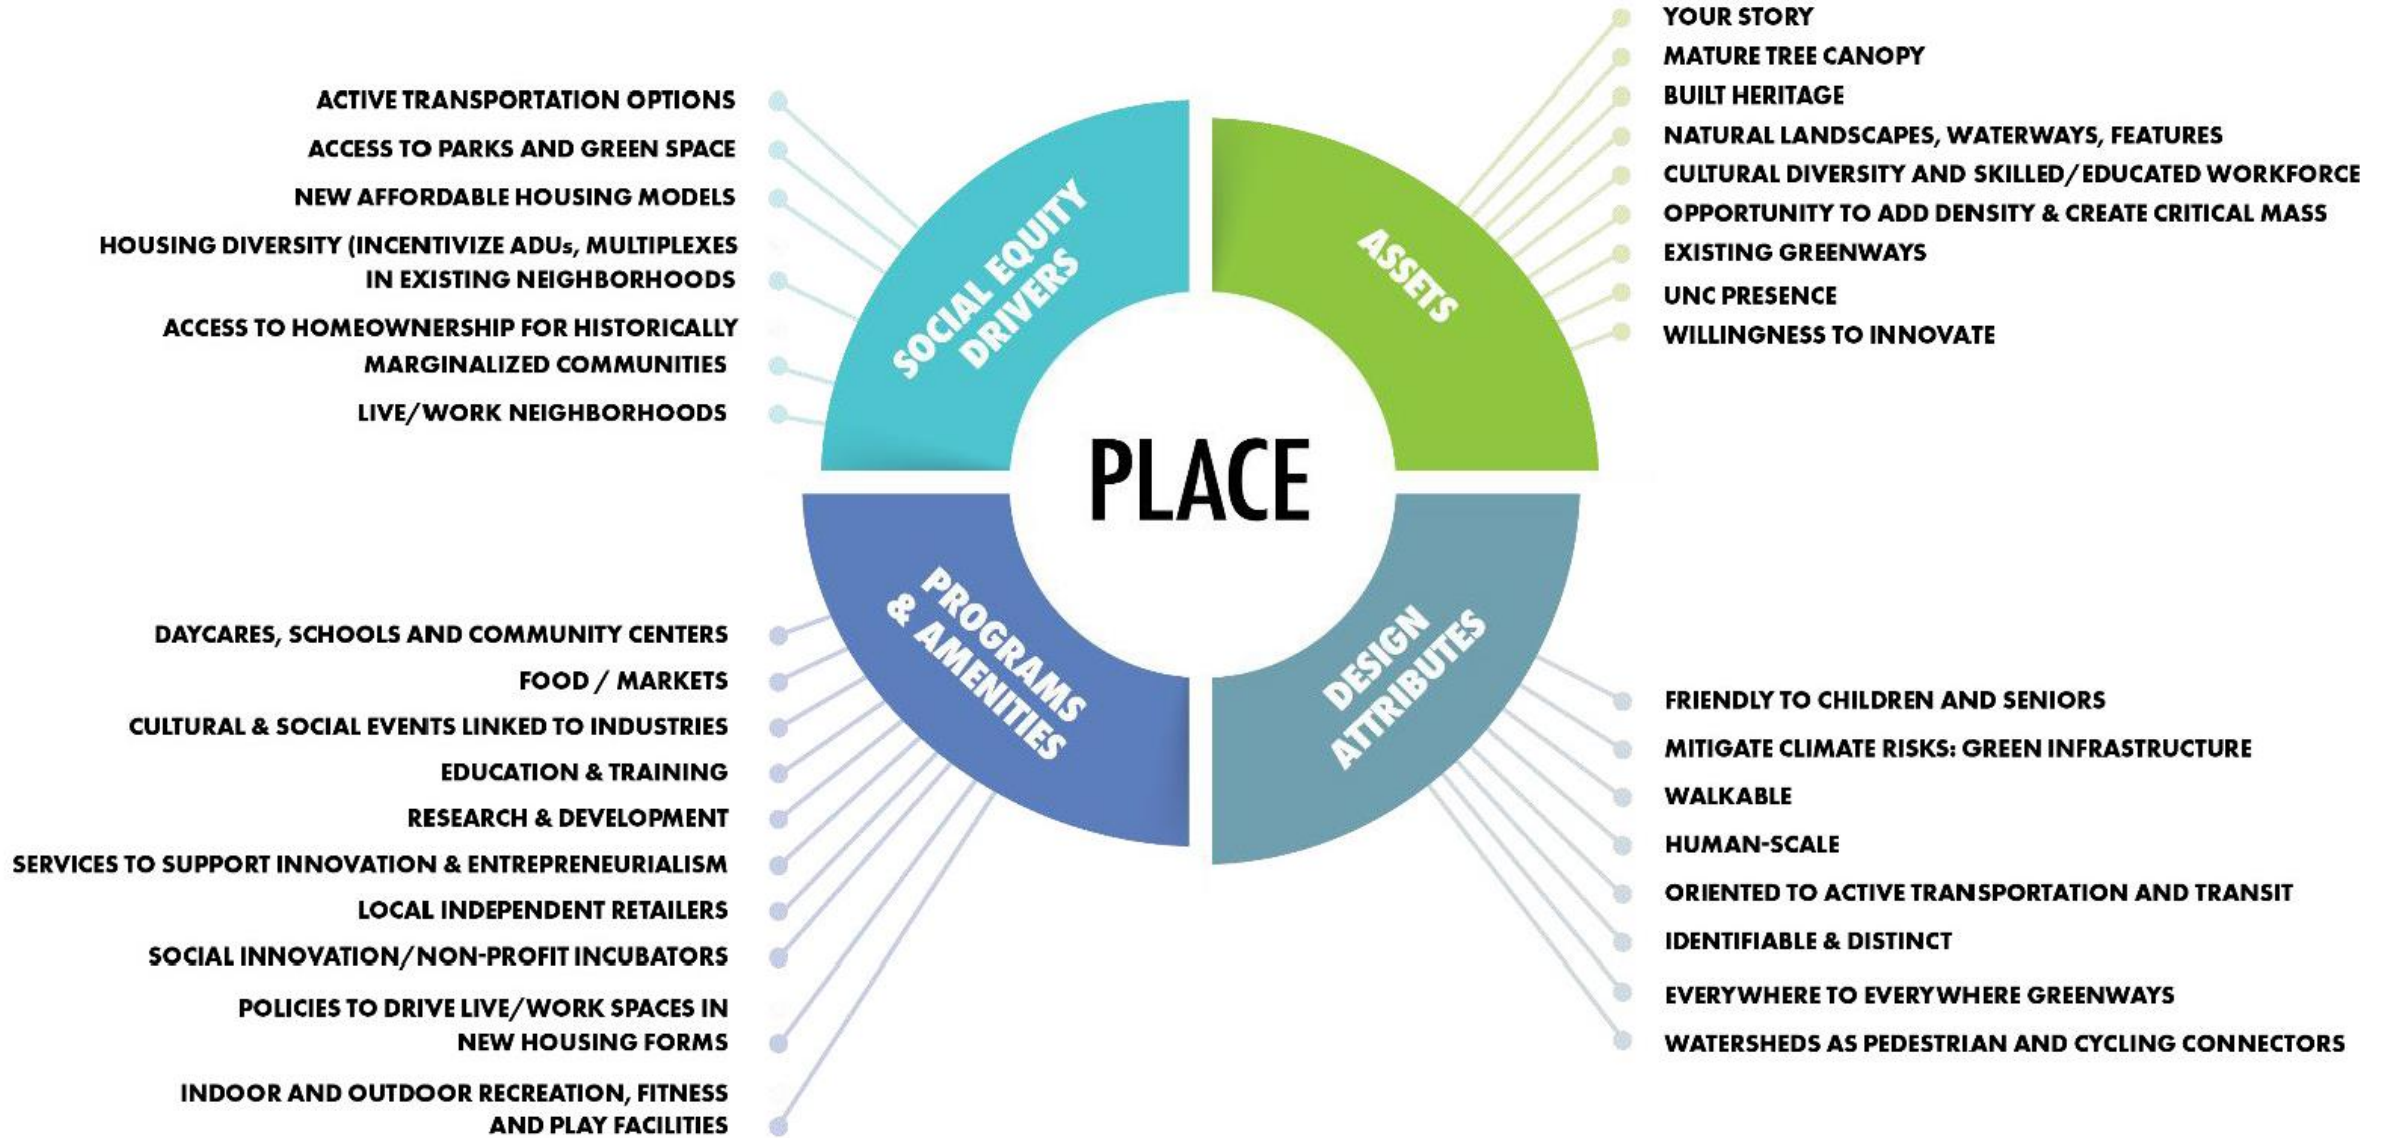 ACTIVE TRANSPORTATION OPTIONS
ACCESS TO PARKS AND GREEN SPACE
NEW AFFORDABLE HOUSING MODELS
HOUSING DIVERSITY (INCENTIVIZE ADUs, MULTIPLEXES
IN EXISTING NEIGHBORHOODS
ACCESS TO HOMEOWNERSHIP FOR HISTORICALLY
MARGINALIZED COMMUNITIES
LIVE/WORK NEIGHBORHOODS
SOCIAL EQUITY
DRIVERS
YOUR STORY
MATURE TREE CANOPY
BUILT HERITAGE
NATURAL LANDSCAPES, WATERWAYS, FEATURES
CULTURAL DIVERSITY AND SKILLED/EDUCATED WORKFORCE
OPPORTUNITY TO ADD DENSITY & CREATE CRITICAL MASS
EXISTING GREENWAYS
UNC PRESENCE
WILLINGNESS TO INNOVATE
ASSETS
PLACE
DAYCARES, SCHOOLS AND COMMUNITY CENTERS
FOOD / MARKETS
CULTURAL & SOCIAL EVENTS LINKED TO INDUSTRIES
EDUCATION & TRAINING
RESEARCH & DEVELOPMENT
SERVICES TO SUPPORT INNOVATION & ENTREPRENEURIALISM
LOCAL INDEPENDENT RETAILERS
SOCIAL INNOVATION/NON-PROFIT INCUBATORS
POLICIES TO DRIVE LIVE/WORK SPACES IN
NEW HOUSING FORMS
INDOOR AND OUTDOOR RECREATION, FITNESS
AND PLAY FACILITIES
PROGRAMS
& AMENITIES
DESIGN
ATTRIBUTES
FRIENDLY TO CHILDREN AND SENIORS
MITIGATE CLIMATE RISKS: GREEN INFRASTRUCTURE
WALKABLE
HUMAN-SCALE
ORIENTED TO ACTIVE TRANSPORTATION AND TRANSIT
IDENTIFIABLE & DISTINCT
EVERYWHERE TO EVERYWHERE GREENWAYS
WATERSHEDS AS PEDESTRIAN AND CYCLING CONNECTORS